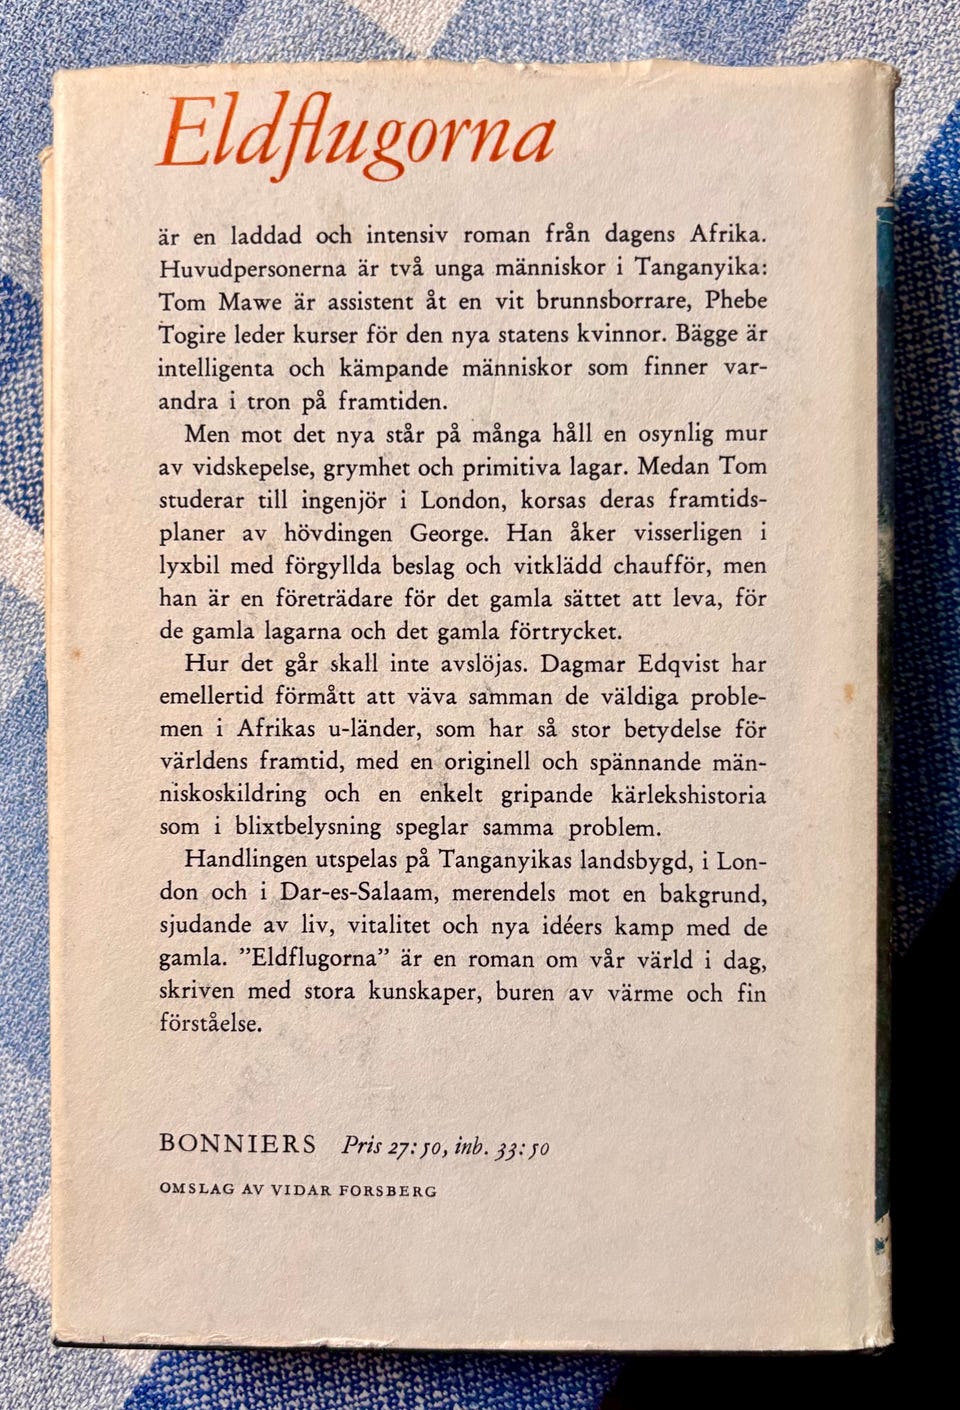 Eldflugorna
är en laddad och intensiv roman från dagens Afrika.
Huvudpersonerna är två unga människor i Tanganyika:
Tom Mawe är assistent åt en vit brunnsborrare, Phebe
Togire leder kurser för den nya statens kvinnor. Bägge är
intelligenta och kämpande människor som finner var-
andra i tron på framtiden.
Men mot det nya står på många håll en osynlig mur
av vidskepelse, grymhet och primitiva lagar. Medan Tom
studerar till ingenjör i London, korsas deras framtids-
planer av hövdingen George. Han åker visserligen i
lyxbil med förgyllda beslag och vitklädd chaufför, men
han är en företrädare för det gamla sättet att leva, för
de gamla lagarna och det gamla förtrycket.
Hur det går skall inte avslöjas. Dagmar Edqvist har
emellertid förmått att väva samman de väldiga proble-
men i Afrikas u-länder, som har så stor betydelse för
världens framtid, med en originell och spännande män-
niskoskildring och en enkelt gripande kärlekshistoria
som i blixtbelysning speglar samma problem.
Handlingen utspelas på Tanganyikas landsbygd, i Lon-
don och i Dar-es-Salaam, merendels mot en bakgrund,
sjudande av liv, vitalitet och nya idéers kamp med de
gamla. ”Eldflugorna” är en roman om vår värld i dag,
skriven med stora kunskaper, buren av värme och fin
förståelse.
BONNIERS Pris 27:50, inb. 33:50
OMSLAG AV VIDAR FORSBERG